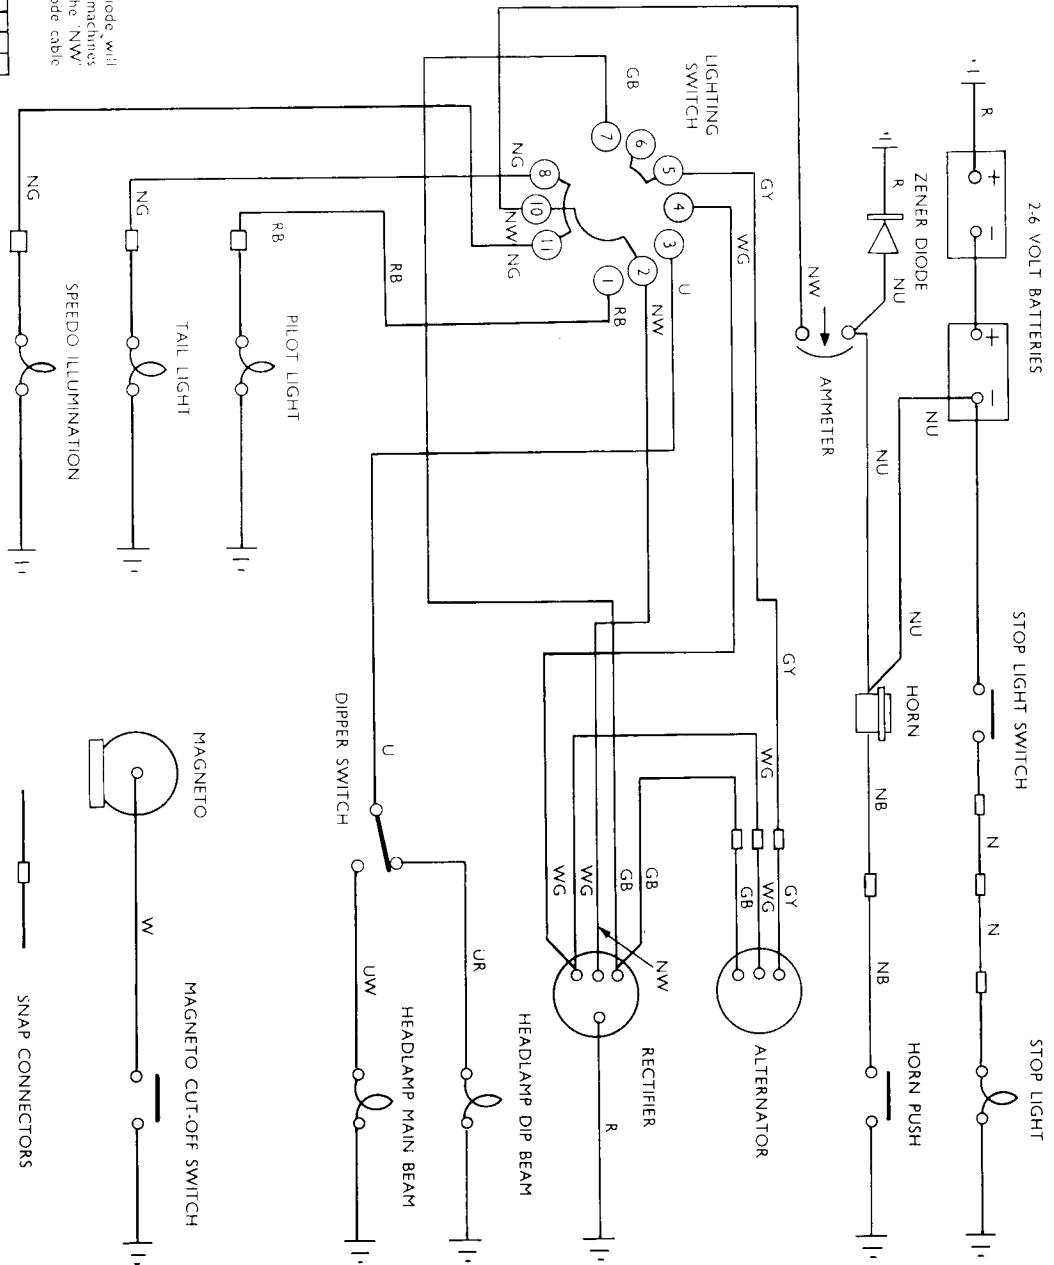 2-6 VOLT BATTERIES
R
+
-
+
-
NU
STOP LIGHT SWITCH
N
N
STOP LIGHT
ZENER DIODE
R
NU
NU
NU
HORN
NB
NB
HORN PUSH
NW
AMMETER
LIGHTING
SWITCH
GY
WG
GY
WG
GY
WG
GB
ALTERNATOR
GB
7
6
5
4
3
2
1
8
10
11
U
NW
RB
NG
NW
NG
WG
WG
GB
GB
NW
RECTIFIER
R
RB
RB
PILOT LIGHT
NG
TAIL LIGHT
NG
SPEEDO ILLUMINATION
DIPPER SWITCH
U
UR
UW
HEADLAMP DIP BEAM
HEADLAMP MAIN BEAM
MAGNETO
W
MAGNETO CUT-OFF SWITCH
SNAP CONNECTORS
will
machines
'NW'
cable